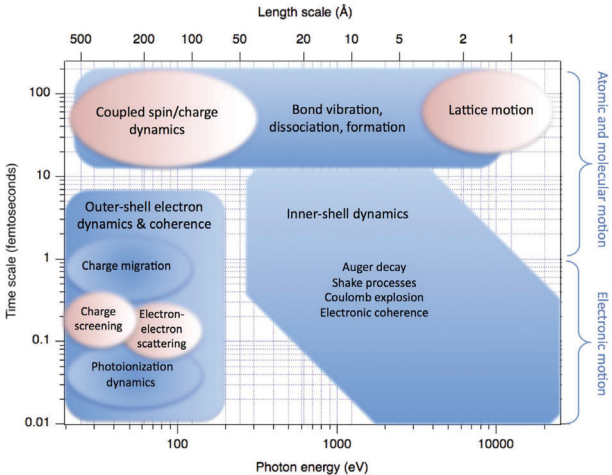 Length scale (Å)
500 200 100 50 20 10 5 2 1
Time scale (femtoseconds)
100
10
1
0.1
0.01
Coupled spin/charge
dynamics
Bond vibration,
dissociation, formation
Lattice motion
Outer-shell electron
dynamics & coherence
Charge migration
Charge
screening
Electron-
electron
scattering
Photoionization
dynamics
Inner-shell dynamics
Auger decay
Shake processes
Coulomb explosion
Electronic coherence
Atomic and molecular motion
Electronic motion
100 1000 10000
Photon energy (eV)